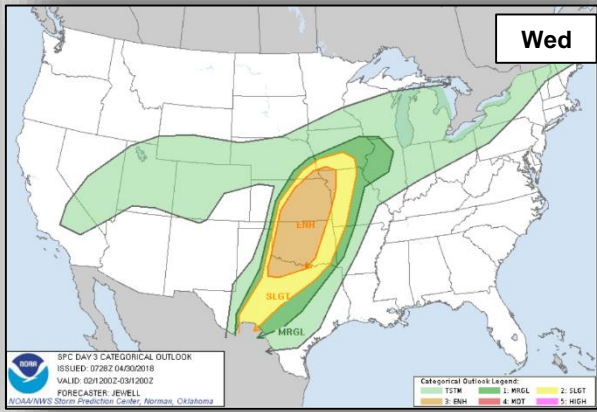 Wed
ENH
SLGT
MRGL
NOAA
SPC DAY 3 CATEGORICAL OUTLOOK
ISSUED: 0728Z 04/30/2018
VALID: 02/1200Z-03/1200Z
FORECASTER: JEWELL
NOAA/NWS Storm Prediction Center, Norman, Oklahoma
Categorical Outlook Legend:
TSTM 1: MRGL 2: SLGT
3: ENH 4: MDT 5: HIGH